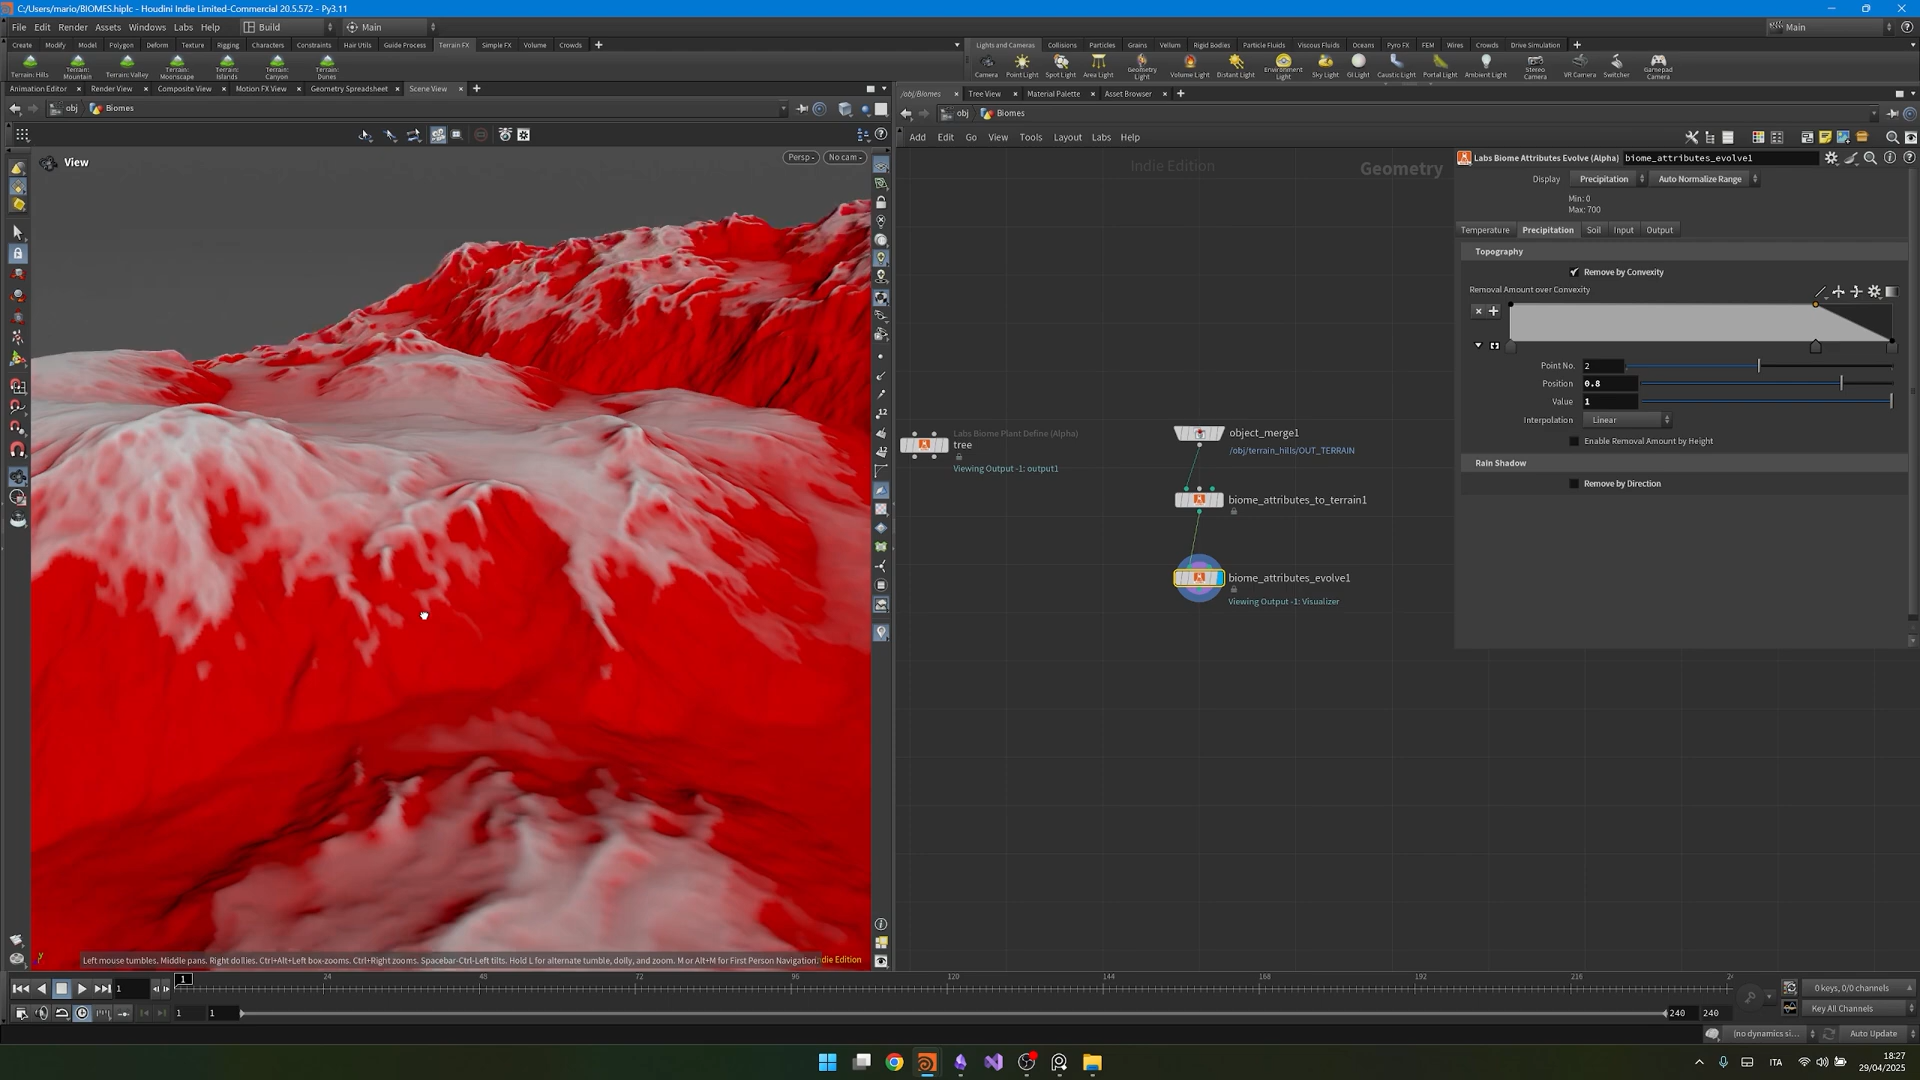 C:/Users/mario/BIOMES.hiplc - Houdini Indie Limited-Commercial 20.5.572 - Py3.11
File Edit Render Assets Windows Labs Help Build Main
Main
Create Modify Model Polygon Deform Texture Rigging Characters Constraints Hair Utils Guide Process Terrain FX Simple FX Volume Crowds
Lights and Cameras Collisions Particles Grains Vellum Rigid Bodies Particle Fluids Viscous Fluids Oceans Pyro FX FEM Wires Crowds Drive Simulation
Terrain: Hills Terrain: Mountain Terrain: Valley Terrain: Moonscape Terrain: Islands Terrain: Canyon Terrain: Dunes
Camera Point Light Spot Light Area Light Geometry Light Volume Light Distant Light Environment Light Sky Light GI Light Caustic Light Portal Light Ambient Light Stereo Camera VR Camera Switcher Gamepad Camera
Animation Editor Render View Composite View Motion FX View Geometry Spreadsheet Scene View
/obj/Biomes Tree View Material Palette Asset Browser
obj Biomes
obj Biomes
Add Edit Go View Tools Layout Labs Help
View
Persp No cam
Indie Edition
Geometry
Labs Biome Attributes Evolve (Alpha) biome_attributes_evolve1
Display Precipitation Auto Normalize Range
Min: 0
Max: 700
Temperature Precipitation Soil Input Output
Topography
Remove by Convexity
Removal Amount over Convexity
Point No. 2
Position 0.8
Value 1
Interpolation Linear
Enable Removal Amount by Height
Rain Shadow
Remove by Direction
Labs Biome Plant Define (Alpha)
tree
Viewing Output -1: output1
object_merge1
/obj/terrain_hills/OUT_TERRAIN
biome_attributes_to_terrain1
biome_attributes_evolve1
Viewing Output -1: Visualizer
Left mouse tumbles. Middle pans. Right dollies. Ctrl+Alt+Left box-zooms. Ctrl+Right zooms. Spacebar-Ctrl-Left tilts. Hold L for alternate tumble, dolly, and zoom. M or Alt+M for First Person Navigation.
die Edition
1 1 24 48 72 96 120 144 168 192 216
0 keys, 0/0 channels
1 1 240 240
Key All Channels
(no dynamics si... Auto Update
ITA
18:27
29/04/2025